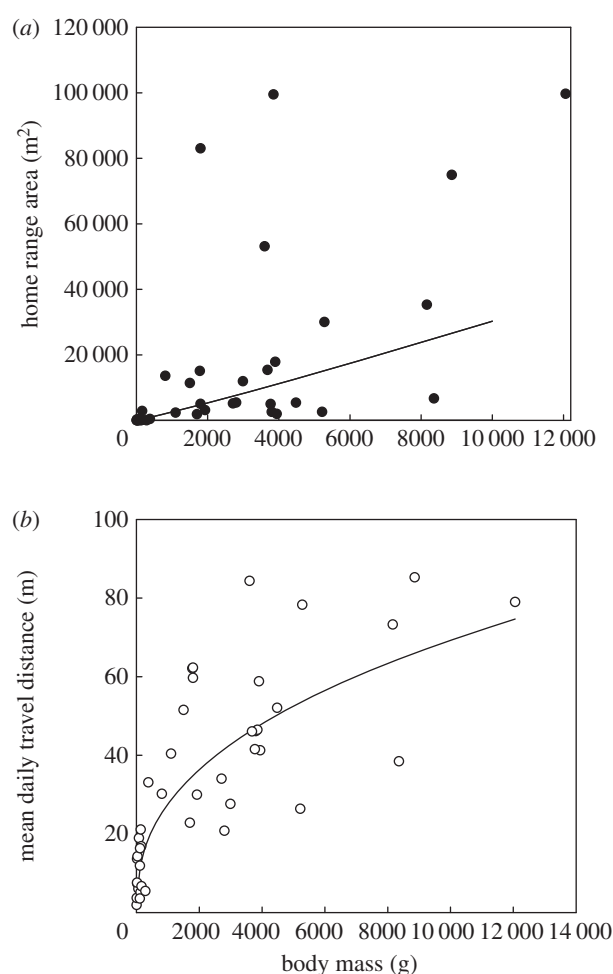 (a)
120 000
100 000
80 000
60 000
40 000
20 000
home range area (m²)
0 2000 4000 6000 8000 10 000 12 000
(b)
100
80
60
40
20
mean daily travel distance (m)
0 2000 4000 6000 8000 10 000 12 000 14 000
body mass (g)